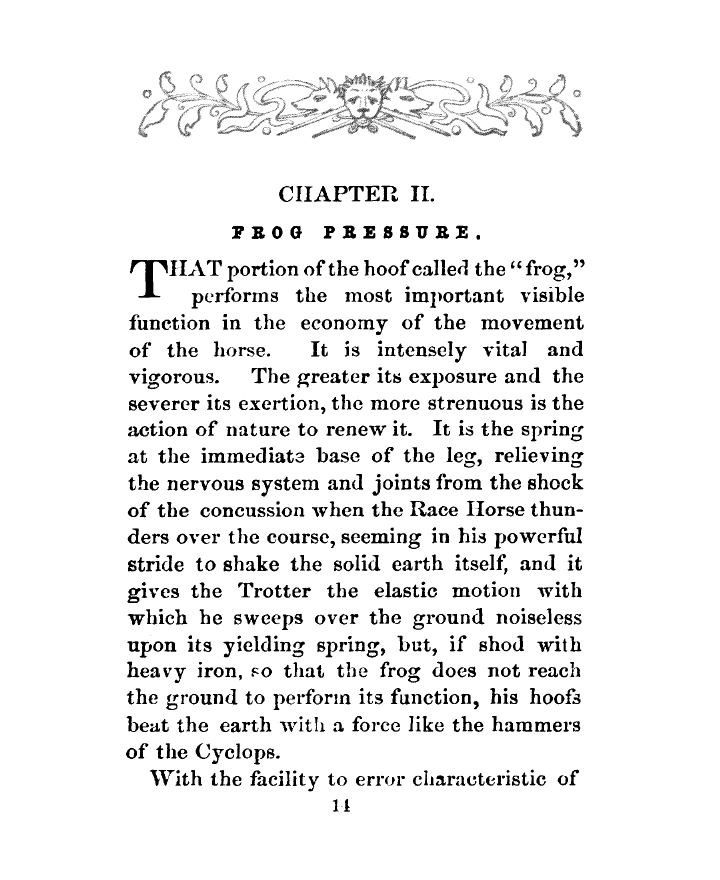 CHAPTER II.
FROG PRESSURE.
THAT portion of the hoof called the “frog,”
performs the most important visible
function in the economy of the movement
of the horse. It is intensely vital and
vigorous. The greater its exposure and the
severer its exertion, the more strenuous is the
action of nature to renew it. It is the spring
at the immediate base of the leg, relieving
the nervous system and joints from the shock
of the concussion when the Race Horse thun-
ders over the course, seeming in his powerful
stride to shake the solid earth itself, and it
gives the Trotter the elastic motion with
which he sweeps over the ground noiseless
upon its yielding spring, but, if shod with
heavy iron, so that the frog does not reach
the ground to perform its function, his hoofs
beat the earth with a force like the hammers
of the Cyclops.
With the facility to error characteristic of
14